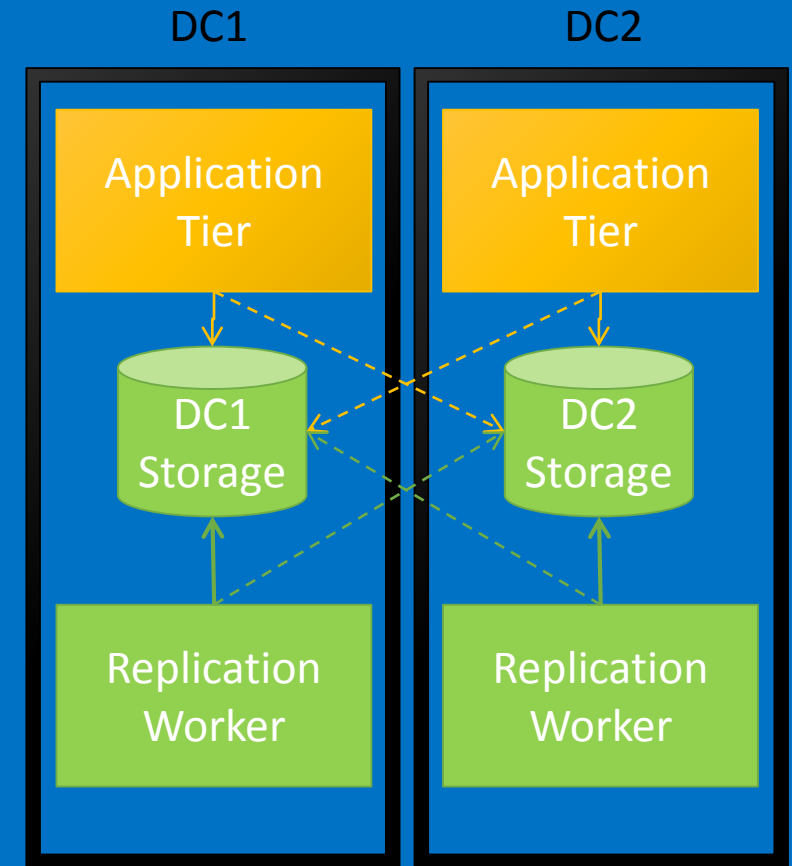 DC1
DC2
Application
Tier
Application
Tier
DC1
Storage
DC2
Storage
Replication
Worker
Replication
Worker